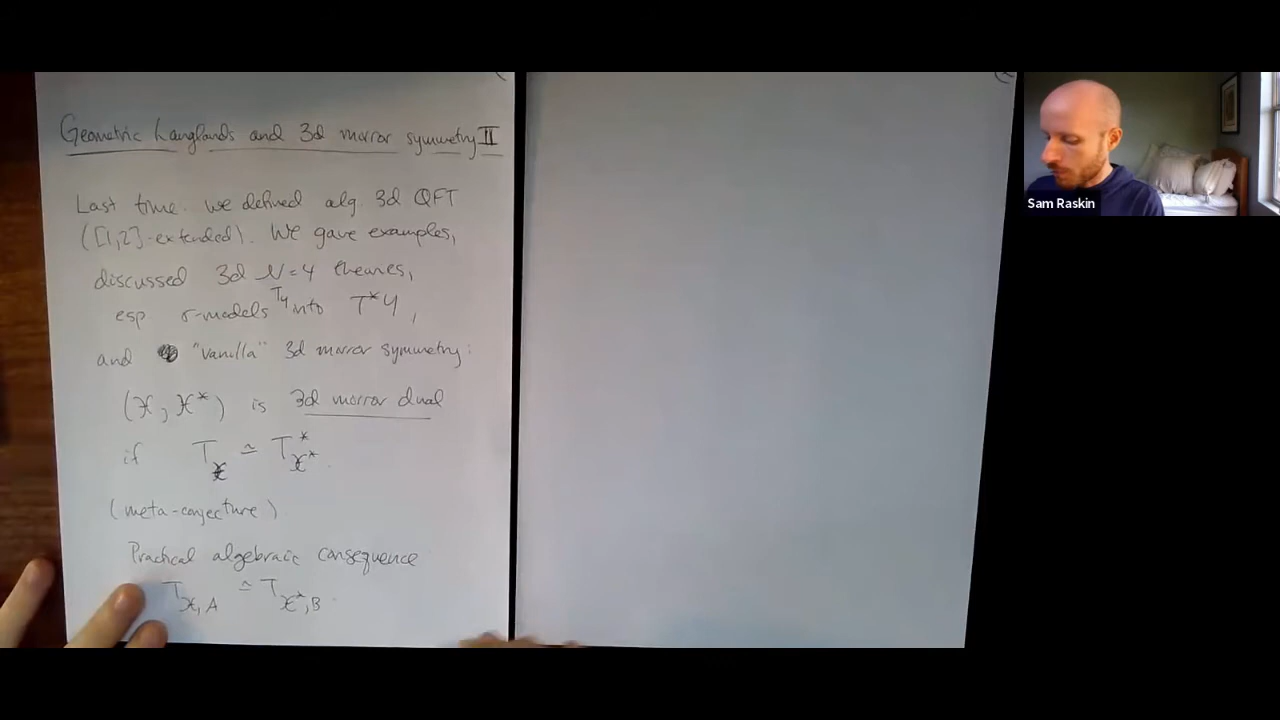 Geometric Langlands and 3d mirror symmetry II
Last time. we defined alg. 3d QFT
([1,2]-extended). We gave examples,
discussed 3d N=4 theories,
esp σ-models T_Y into T*Y,
and "vanilla" 3d mirror symmetry:
(X, X*) is 3d mirror dual
if T_X ≃ T*_X*.
(meta-conjecture)
Practical algebraic consequence
T_X,A ≃ T_X*,B.
Sam Raskin